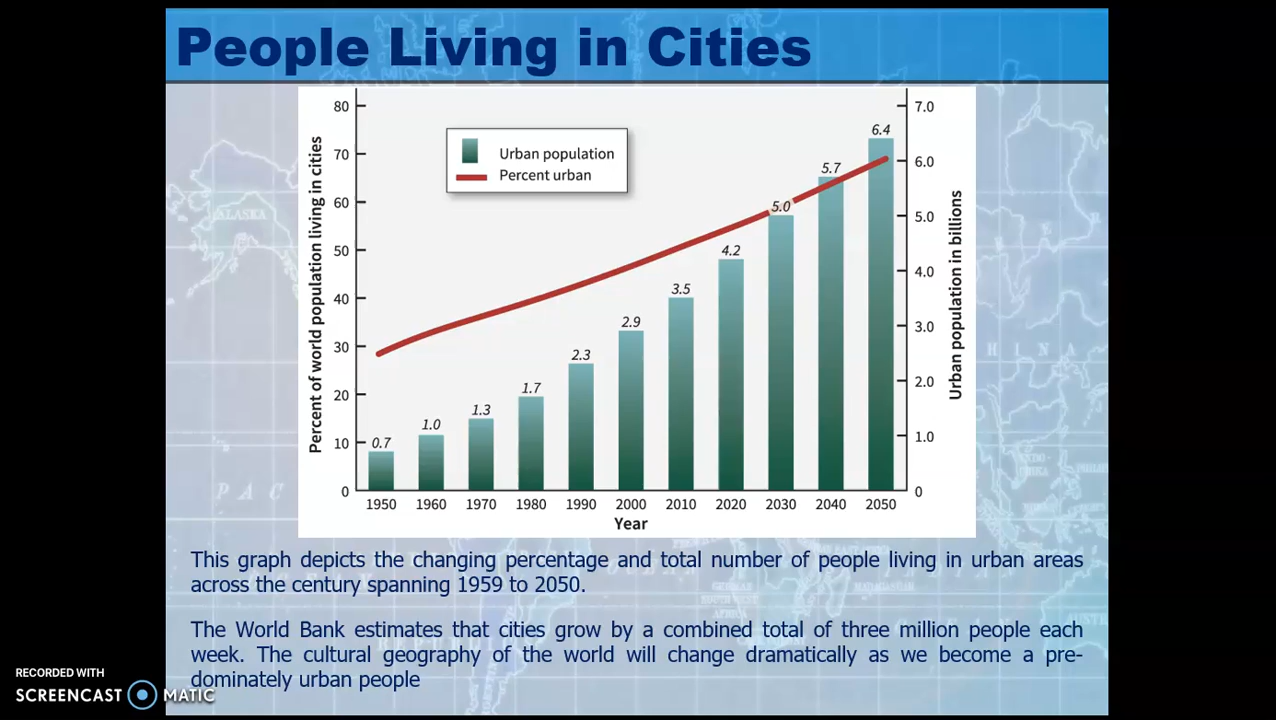 People Living in Cities
80
70
60
50
40
30
20
10
0
Percent of world population living in cities
Urban population
Percent urban
0.7
1.0
1.3
1.7
2.3
2.9
3.5
4.2
5.0
5.7
6.4
7.0
6.0
5.0
4.0
3.0
2.0
1.0
0
Urban population in billions
1950 1960 1970 1980 1990 2000 2010 2020 2030 2040 2050
Year
This graph depicts the changing percentage and total number of people living in urban areas
across the century spanning 1959 to 2050.
The World Bank estimates that cities grow by a combined total of three million people each
week. The cultural geography of the world will change dramatically as we become a pre-
dominately urban people
ALASKA
PAC
HINA
RECORDED WITH
SCREENCAST MATIC